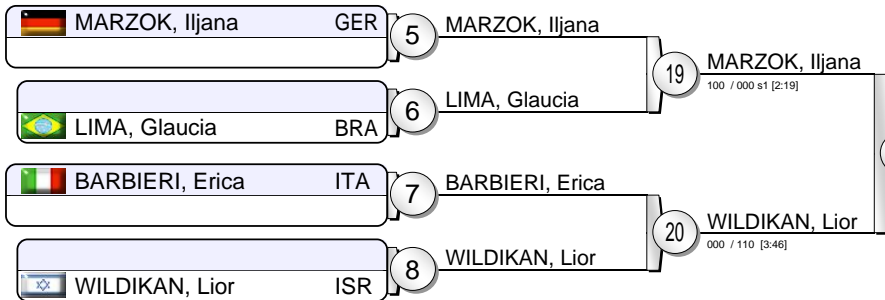 MARZOK, Iljana GER
5
MARZOK, Iljana
19
MARZOK, Iljana
100 / 000 s1 [2:19]
6
LIMA, Glaucia
LIMA, Glaucia BRA
BARBIERI, Erica ITA
7
BARBIERI, Erica
20
WILDIKAN, Lior
000 / 110 [3:46]
8
WILDIKAN, Lior
WILDIKAN, Lior ISR